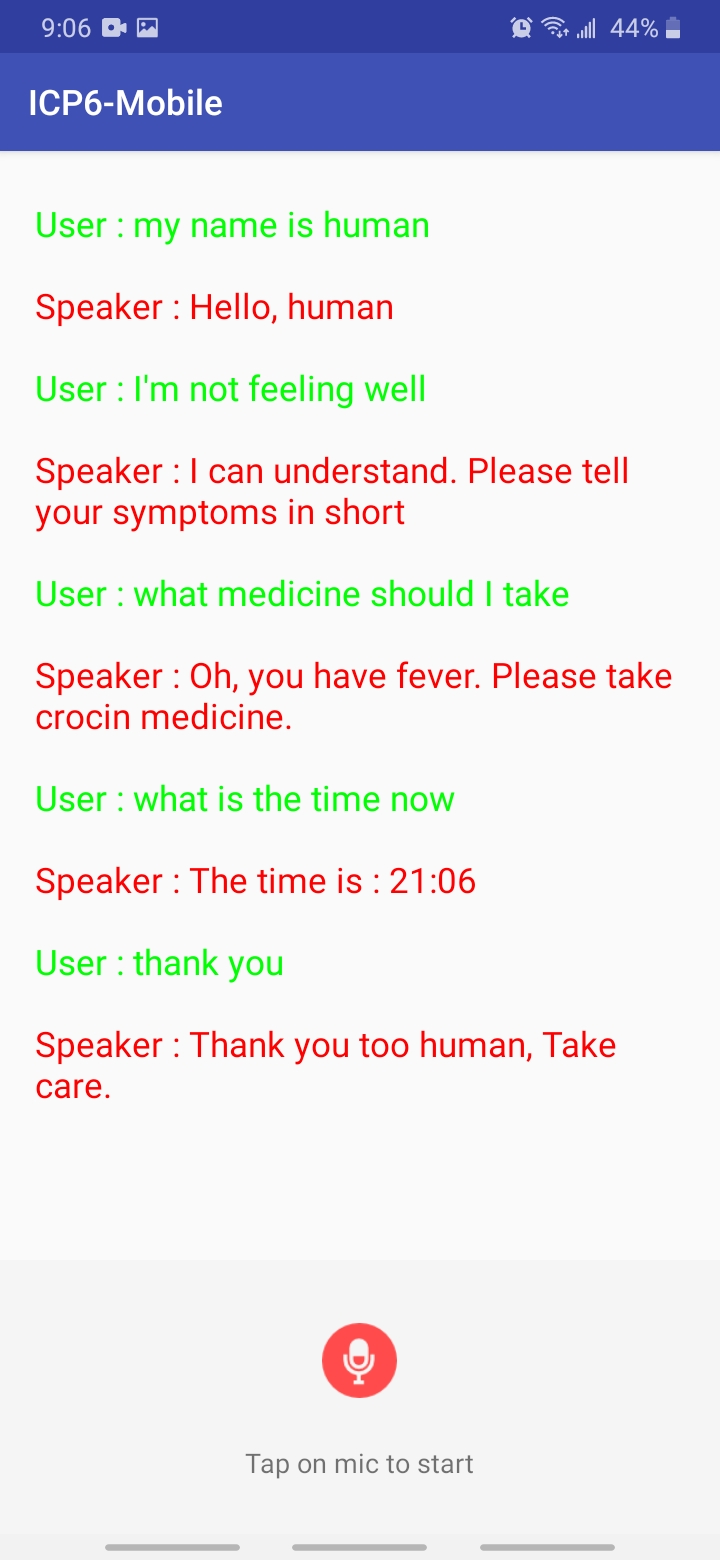 9:06 44%
ICP6-Mobile
User : my name is human
Speaker : Hello, human
User : I'm not feeling well
Speaker : I can understand. Please tell
your symptoms in short
User : what medicine should I take
Speaker : Oh, you have fever. Please take
crocin medicine.
User : what is the time now
Speaker : The time is : 21:06
User : thank you
Speaker : Thank you too human, Take
care.
Tap on mic to start